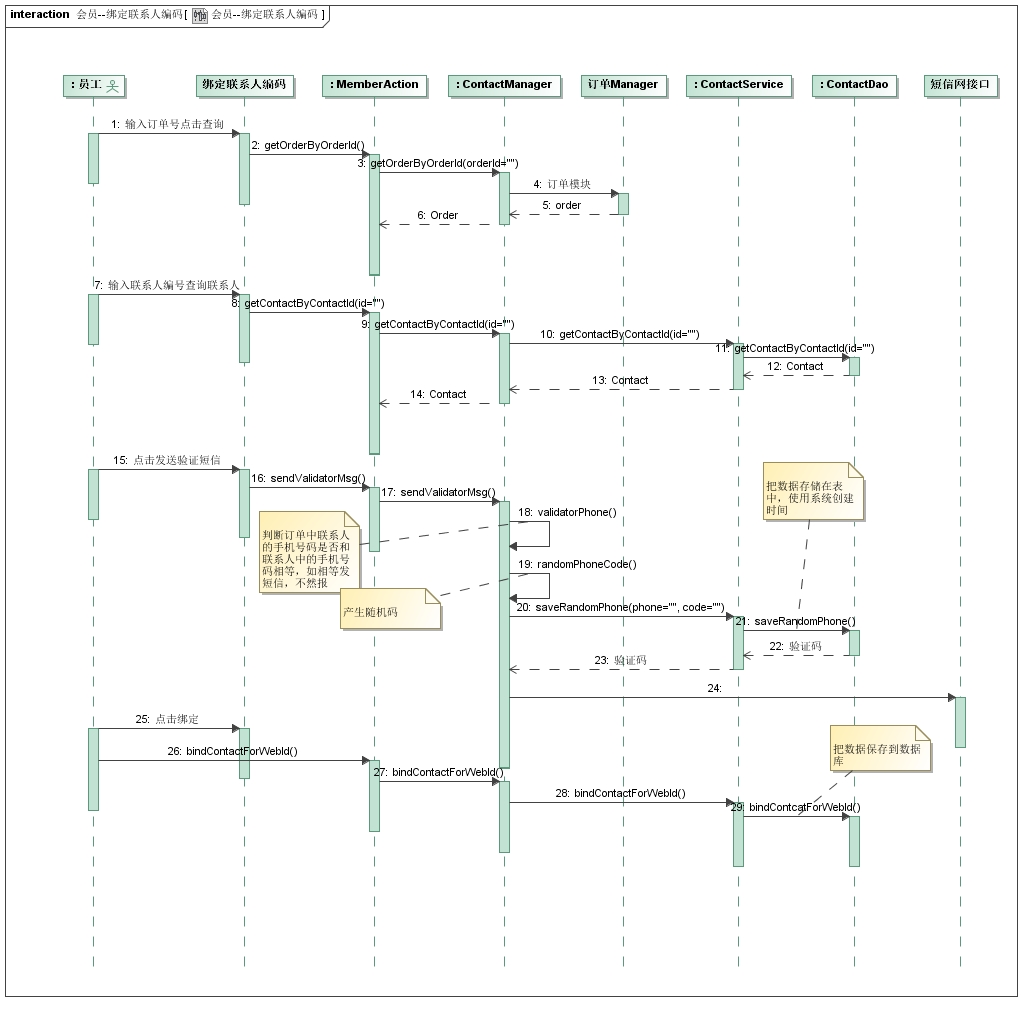 interaction 会员--绑定联系人编码[ 会员--绑定联系人编码 ]
: 员工
绑定联系人编码
: MemberAction
: ContactManager
订单Manager
: ContactService
: ContactDao
短信网接口
1: 输入订单号点击查询
2: getOrderByOrderId()
3: getOrderByOrderId(orderId="")
4: 订单模块
5: order
6: Order
7: 输入联系人编号查询联系人
8: getContactByContactId(id="")
9: getContactByContactId(id="")
10: getContactByContactId(id="")
11: getContactByContactId(id="")
12: Contact
13: Contact
14: Contact
15: 点击发送验证短信
16: sendValidatorMsg()
17: sendValidatorMsg()
把数据存储在表
中，使用系统创建
时间
18: validatorPhone()
判断订单中联系人
的手机号码是否和
联系人中的手机号
码相等，如相等发
短信，不然报
19: randomPhoneCode()
产生随机码
20: saveRandomPhone(phone="", code="")
21: saveRandomPhone()
22: 验证码
23: 验证码
24:
25: 点击绑定
26: bindContactForWebId()
把数据保存到数据
库
27: bindContactForWebId()
28: bindContactForWebId()
29: bindContcatForWebId()